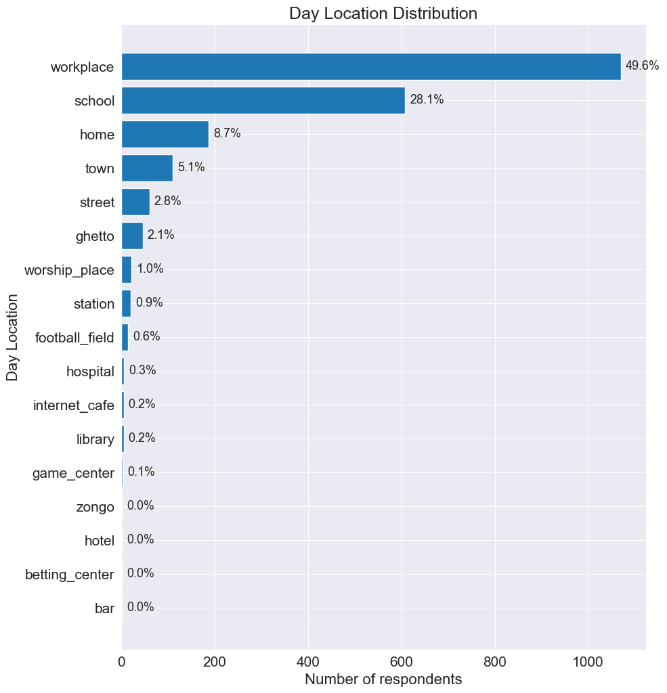 Day Location Distribution
workplace 49.6%
school 28.1%
home 8.7%
town 5.1%
street 2.8%
ghetto 2.1%
worship_place 1.0%
station 0.9%
football_field 0.6%
hospital 0.3%
internet_cafe 0.2%
library 0.2%
game_center 0.1%
zongo 0.0%
hotel 0.0%
betting_center 0.0%
bar 0.0%
Day Location
0 200 400 600 800 1000
Number of respondents